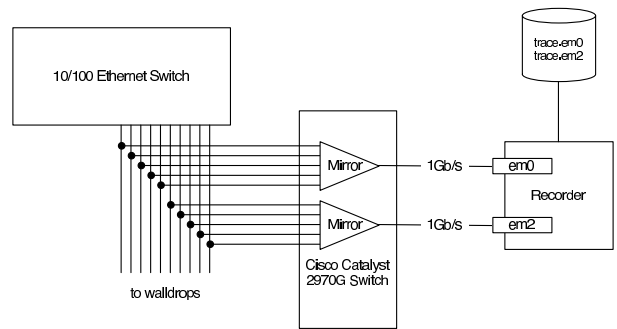 trace.em0
trace.em2
10/100 Ethernet Switch
Mirror
1Gb/s
em0
Recorder
Mirror
1Gb/s
em2
Cisco Catalyst
2970G Switch
to walldrops